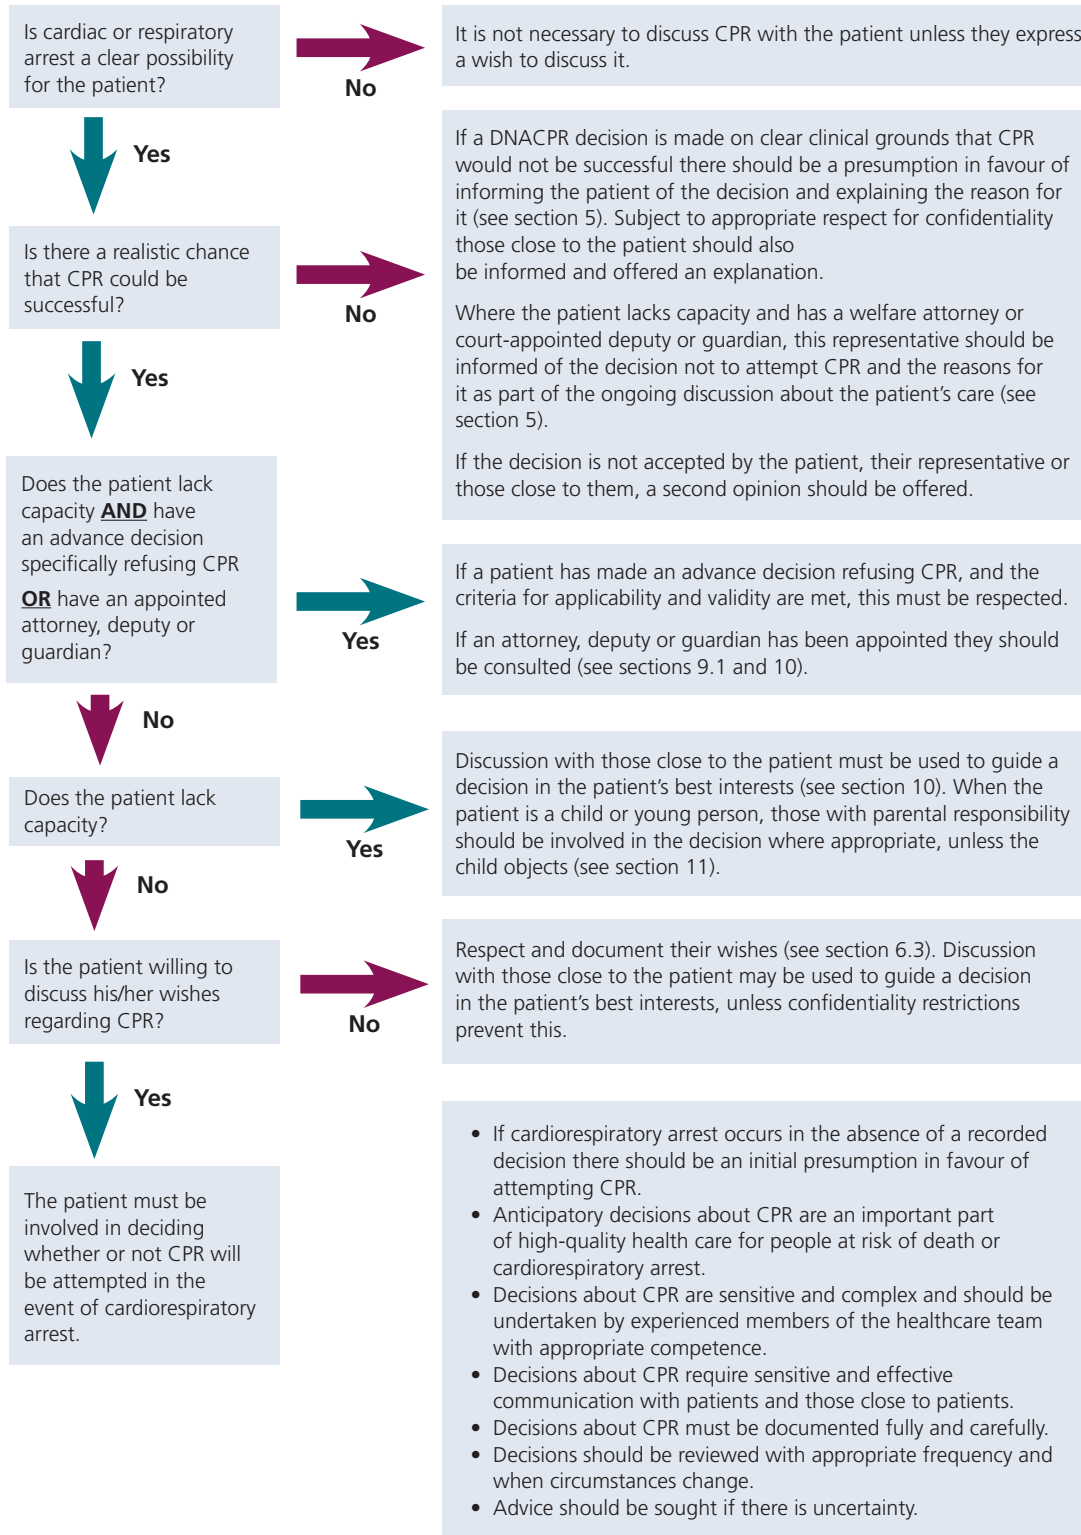 Is cardiac or respiratory
arrest a clear possibility
for the patient?
No
It is not necessary to discuss CPR with the patient unless they express
a wish to discuss it.
Yes
Is there a realistic chance
that CPR could be
successful?
No
If a DNACPR decision is made on clear clinical grounds that CPR
would not be successful there should be a presumption in favour of
informing the patient of the decision and explaining the reason for
it (see section 5). Subject to appropriate respect for confidentiality
those close to the patient should also
be informed and offered an explanation.
Where the patient lacks capacity and has a welfare attorney or
court-appointed deputy or guardian, this representative should be
informed of the decision not to attempt CPR and the reasons for
it as part of the ongoing discussion about the patient’s care (see
section 5).
If the decision is not accepted by the patient, their representative or
those close to them, a second opinion should be offered.
Yes
Does the patient lack
capacity AND have
an advance decision
specifically refusing CPR
OR have an appointed
attorney, deputy or
guardian?
Yes
If a patient has made an advance decision refusing CPR, and the
criteria for applicability and validity are met, this must be respected.
If an attorney, deputy or guardian has been appointed they should
be consulted (see sections 9.1 and 10).
No
Does the patient lack
capacity?
Yes
Discussion with those close to the patient must be used to guide a
decision in the patient’s best interests (see section 10). When the
patient is a child or young person, those with parental responsibility
should be involved in the decision where appropriate, unless the
child objects (see section 11).
No
Is the patient willing to
discuss his/her wishes
regarding CPR?
No
Respect and document their wishes (see section 6.3). Discussion
with those close to the patient may be used to guide a decision
in the patient’s best interests, unless confidentiality restrictions
prevent this.
Yes
The patient must be
involved in deciding
whether or not CPR will
be attempted in the
event of cardiorespiratory
arrest.
• If cardiorespiratory arrest occurs in the absence of a recorded
decision there should be an initial presumption in favour of
attempting CPR.
• Anticipatory decisions about CPR are an important part
of high-quality health care for people at risk of death or
cardiorespiratory arrest.
• Decisions about CPR are sensitive and complex and should be
undertaken by experienced members of the healthcare team
with appropriate competence.
• Decisions about CPR require sensitive and effective
communication with patients and those close to patients.
• Decisions about CPR must be documented fully and carefully.
• Decisions should be reviewed with appropriate frequency and
when circumstances change.
• Advice should be sought if there is uncertainty.